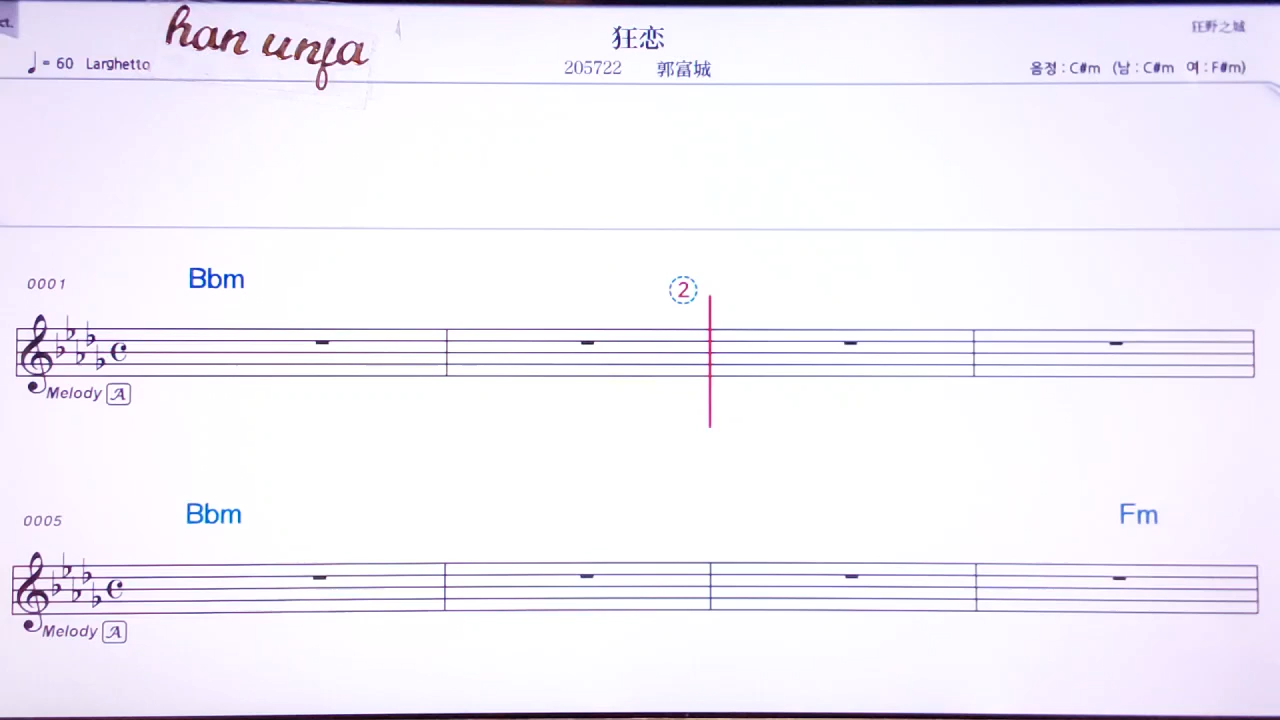 ct.
han unfa
狂恋
狂野之城
♩= 60 Larghetto
205722 郭富城
음정 : C#m (남 : C#m 여 : F#m)
0001
Bbm
2
Melody A
0005
Bbm
Fm
Melody A